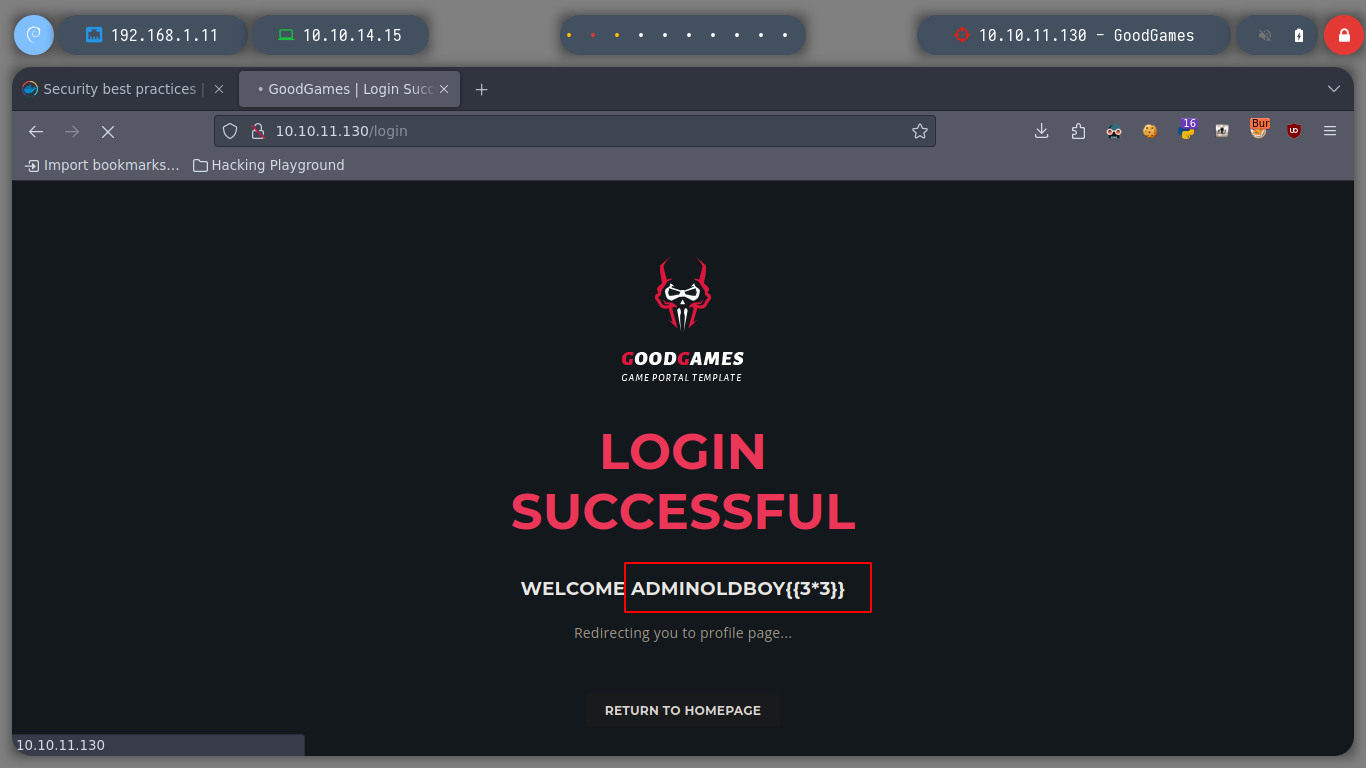 192.168.1.11 10.10.14.15 10.10.11.130 - GoodGames
Security best practices | GoodGames | Login Succ
10.10.11.130/login 16 Bur
Import bookmarks... Hacking Playground
GOODGAMES
GAME PORTAL TEMPLATE
LOGIN
SUCCESSFUL
WELCOME ADMINOLDBOY{{3*3}}
Redirecting you to profile page...
RETURN TO HOMEPAGE
10.10.11.130